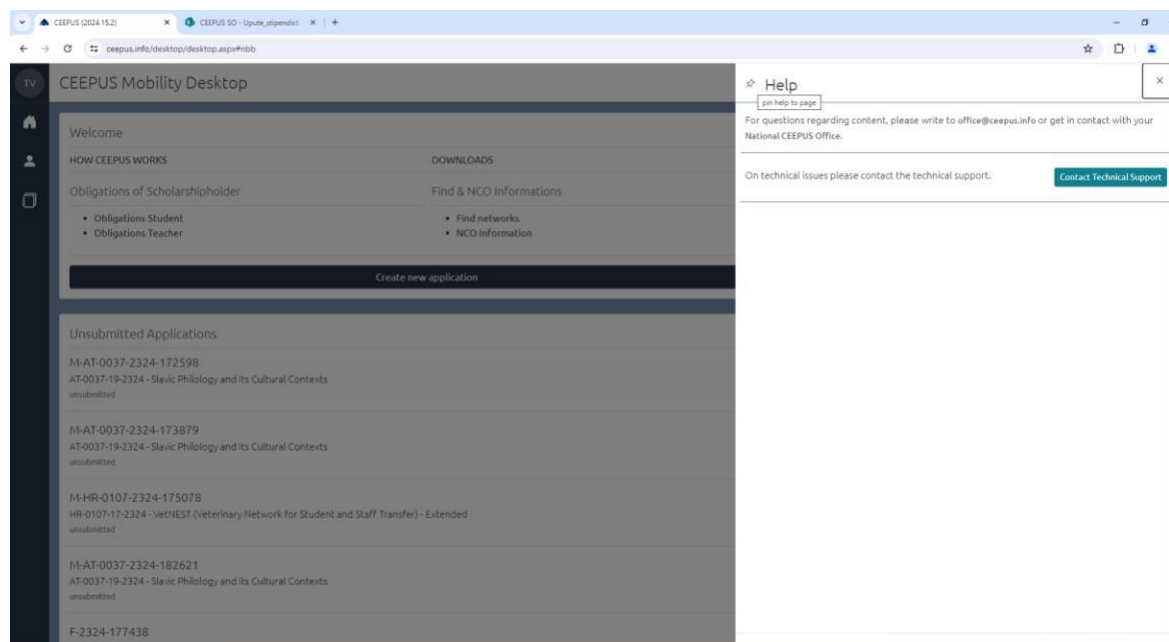 CEEPUS (2024.15.2)
CEEPUS SO - Upute_stipendisti
ceepus.info/desktop/desktop.aspx#nbb
TV
CEEPUS Mobility Desktop
Help
pin help to page
For questions regarding content, please write to office@ceepus.info or get in contact with your
National CEEPUS Office.
On technical issues please contact the technical support.
Contact Technical Support
Welcome
HOW CEEPUS WORKS
DOWNLOADS
Obligations of Scholarshipholder
Find & NCO Informations
• Obligations Student
• Obligations Teacher
• Find networks
• NCO Information
Create new application
Unsubmitted Applications
M-AT-0037-2324-172598
AT-0037-19-2324 - Slavic Philology and Its Cultural Contexts
unsubmitted
M-AT-0037-2324-173879
AT-0037-19-2324 - Slavic Philology and Its Cultural Contexts
unsubmitted
M-HR-0107-2324-175078
HR-0107-17-2324 - VetNEST (Veterinary Network for Student and Staff Transfer) - Extended
unsubmitted
M-AT-0037-2324-182621
AT-0037-19-2324 - Slavic Philology and Its Cultural Contexts
unsubmitted
F-2324-177438